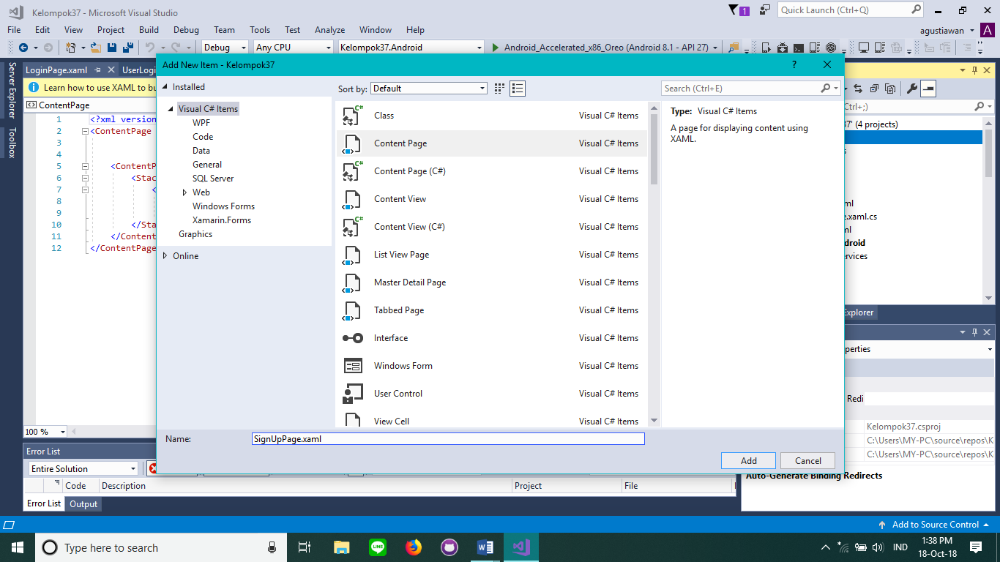 Kelompok37 - Microsoft Visual Studio
1
Quick Launch (Ctrl+Q)
File Edit View Project Build Debug Team Tools Test Analyze Window Help
agustiawan
A
Debug Any CPU Kelompok37.Android Android_Accelerated_x86_Oreo (Android 8.1 - API 27)
Server Explorer
Toolbox
LoginPage.xaml
UserLogi
Learn how to use XAML to bu
ContentPage
1 <?xml version
2 <ContentPage
3
4
5 <ContentP
6 <Stac
7 <
8
9
10 </Sta
11 </Content
12 </ContentPage
100 %
Add New Item - Kelompok37
?
Installed
Visual C# Items
WPF
Code
Data
General
SQL Server
Web
Windows Forms
Xamarin.Forms
Graphics
Online
Sort by: Default
Search (Ctrl+E)
Class Visual C# Items
Content Page Visual C# Items
Content Page (C#) Visual C# Items
Content View Visual C# Items
Content View (C#) Visual C# Items
List View Page Visual C# Items
Master Detail Page Visual C# Items
Tabbed Page Visual C# Items
Interface Visual C# Items
Windows Form Visual C# Items
User Control Visual C# Items
View Cell Visual C# Items
Type: Visual C# Items
A page for displaying content using
XAML.
Name: SignUpPage.xaml
Add Cancel
Ctrl+;)
37' (4 projects)
s
ml
e.xaml.cs
ml
droid
ervices
Explorer
perties
Redi
Kelompok37.csproj
C:\Users\MY-PC\source\repos\K
C:\Users\MY-PC\source\repos\K
Auto-Generate Binding Redirects
Error List
Entire Solution
Code Description Project File
Error List Output
Add to Source Control
Type here to search
IND
1:38 PM
18-Oct-18